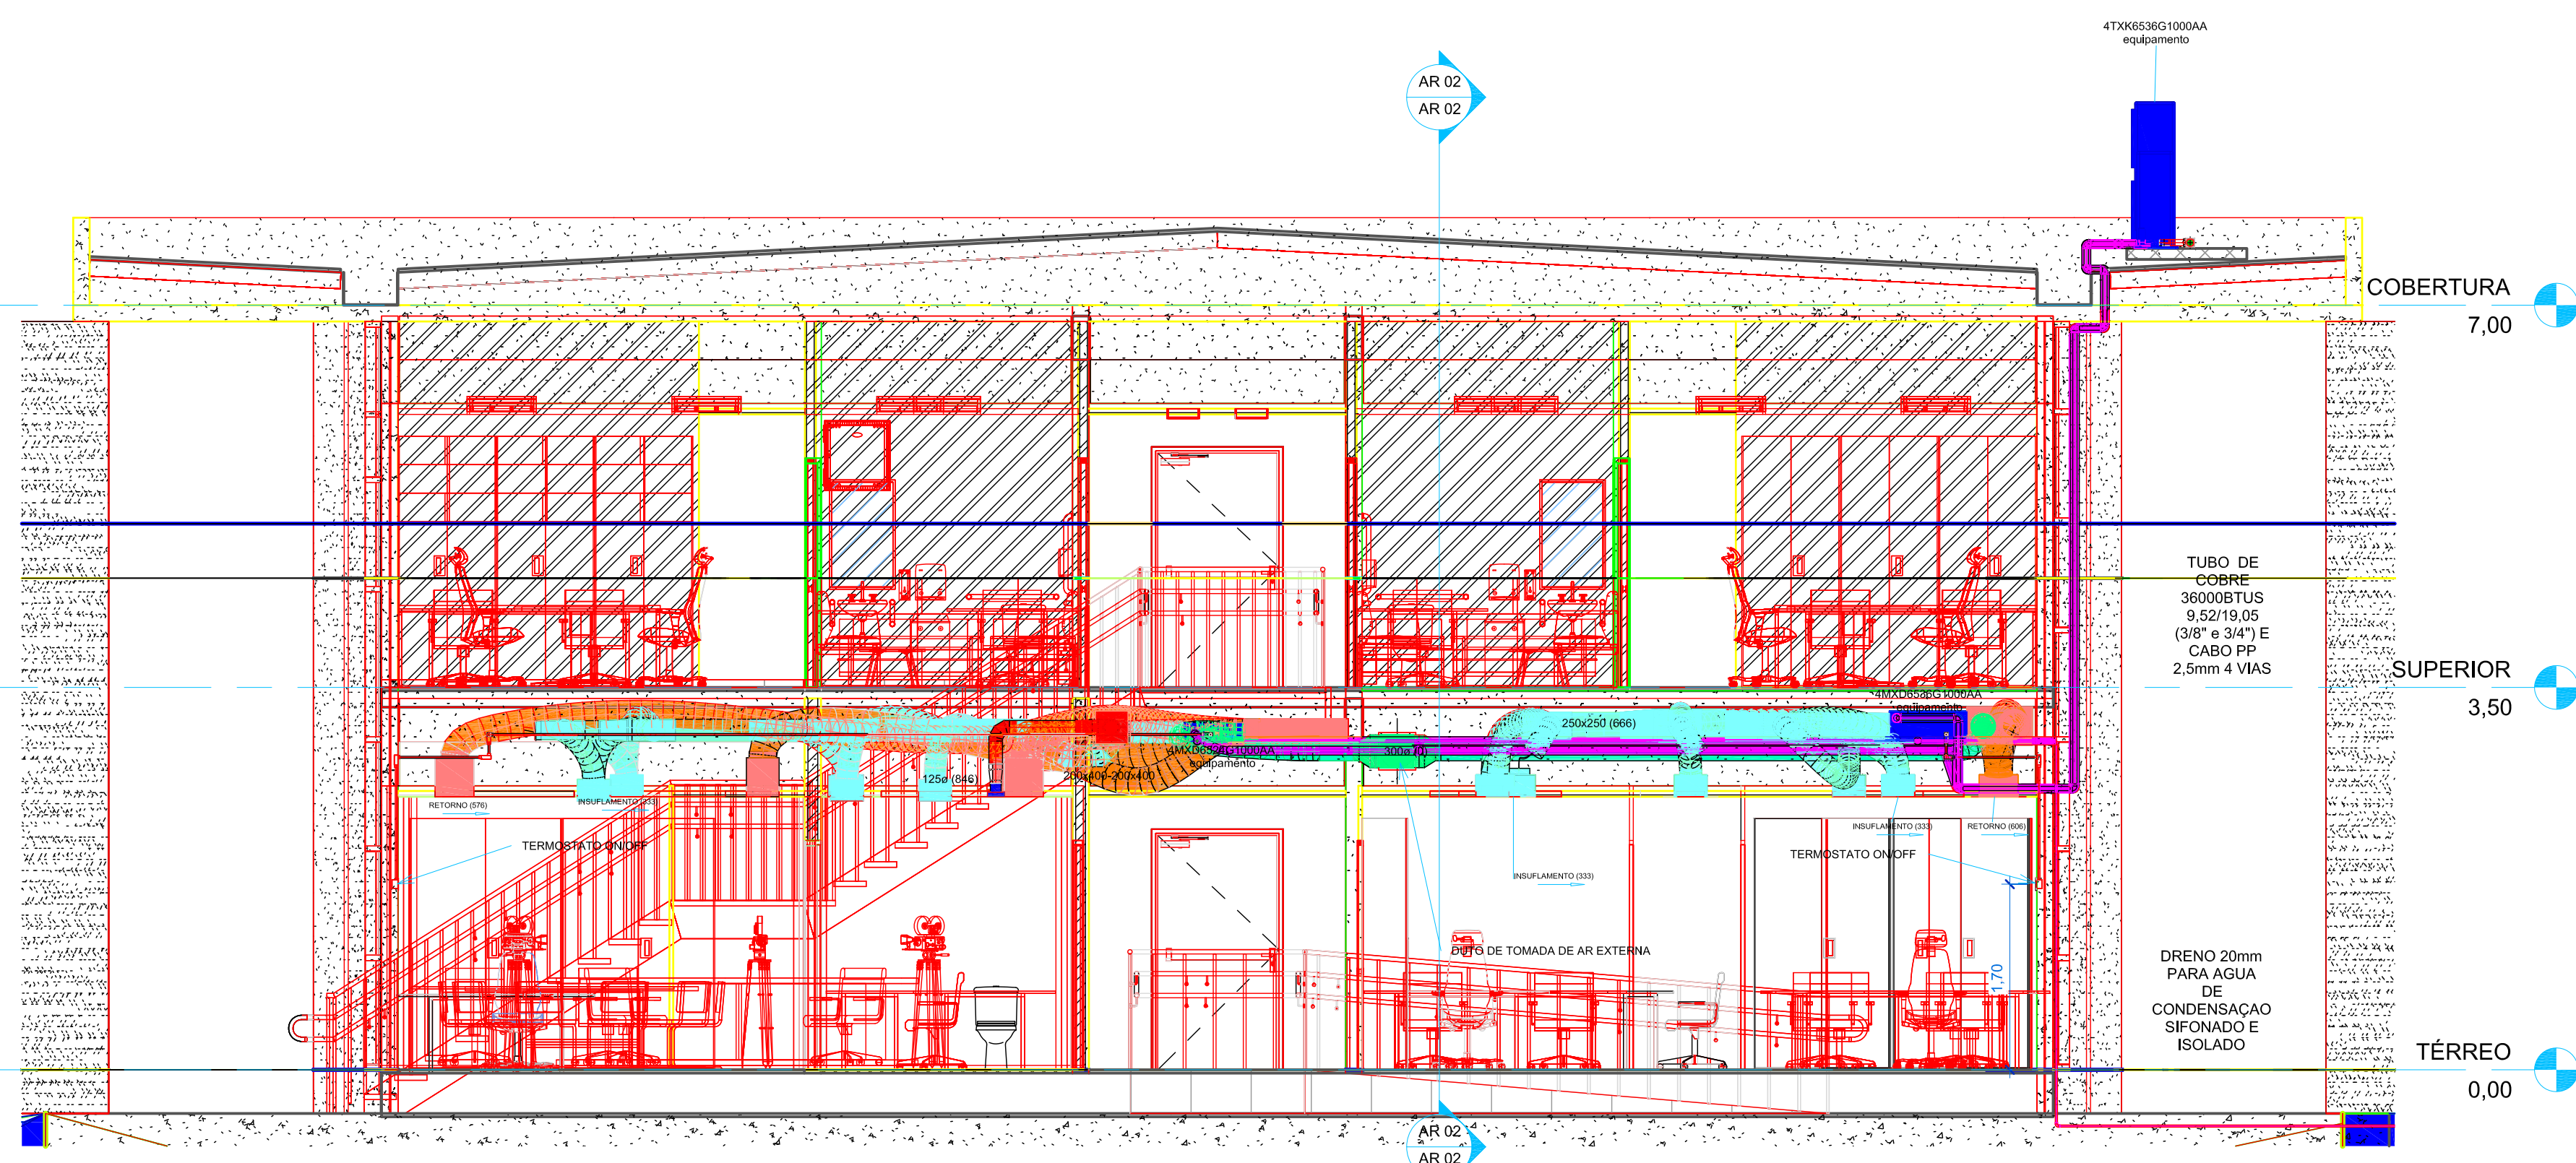 4TXK6536G1000AA
equipamento
AR 02
AR 02
COBERTURA
7,00
TUBO DE
COBRE
36000BTUS
9,52/19,05
(3/8" e 3/4") E
CABO PP
2,5mm 4 VIAS
SUPERIOR
3,50
4MXD6536G1000AA
equipamento
250x250 (666)
300ø (0)
equipamento
125ø (846)
200x400-200x400
RETORNO (576)
INSUFLAMENTO (333)
INSUFLAMENTO (333)
RETORNO (606)
TERMOSTATO ON/OFF
TERMOSTATO ON/OFF
INSUFLAMENTO (333)
DUTO DE TOMADA DE AR EXTERNA
1,70
DRENO 20mm
PARA AGUA
DE
CONDENSAÇAO
SIFONADO E
ISOLADO
TÉRREO
0,00
AR 02
AR 02